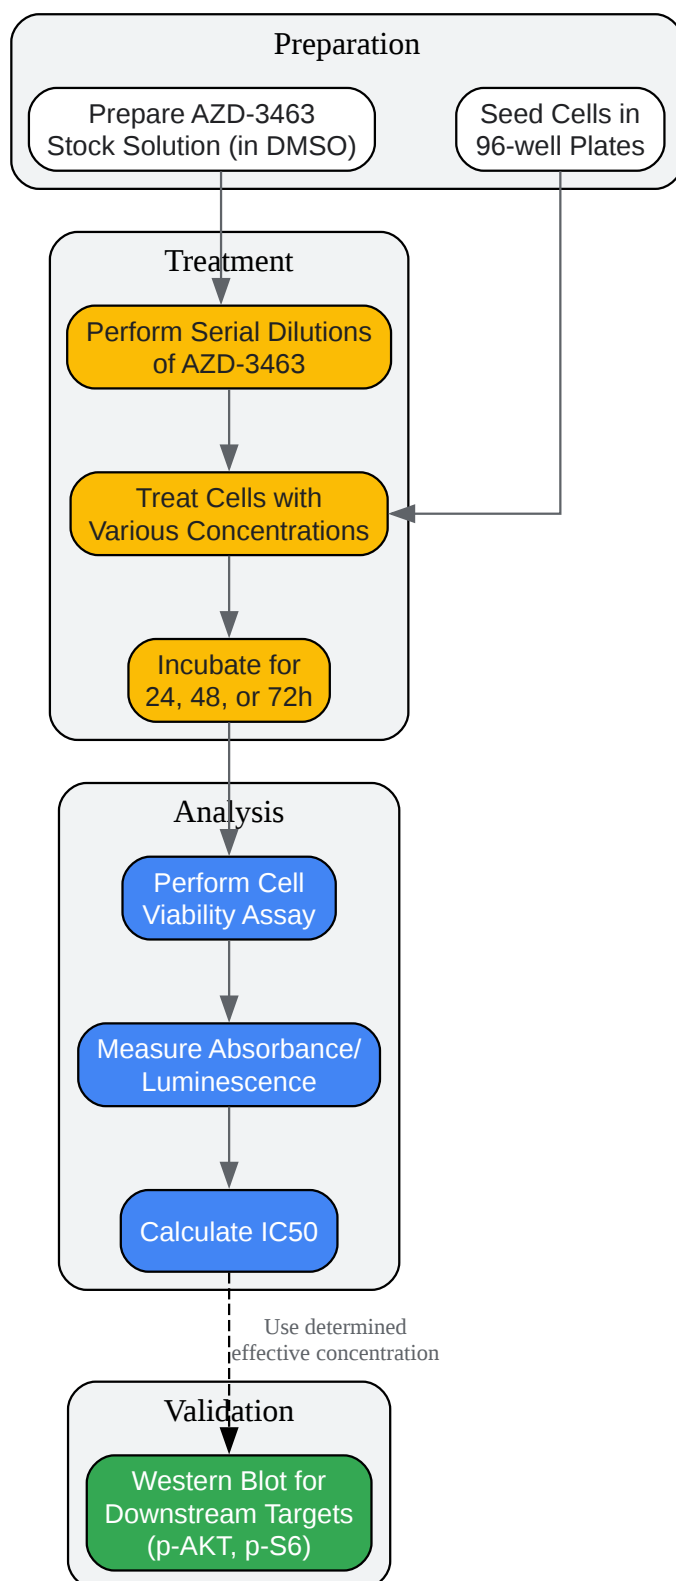 Preparation
Prepare AZD-3463
Stock Solution (in DMSO)
Seed Cells in
96-well Plates
Treatment
Perform Serial Dilutions
of AZD-3463
Treat Cells with
Various Concentrations
Incubate for
24, 48, or 72h
Analysis
Perform Cell
Viability Assay
Measure Absorbance/
Luminescence
Calculate IC50
Use determined
effective concentration
Validation
Western Blot for
Downstream Targets
(p-AKT, p-S6)